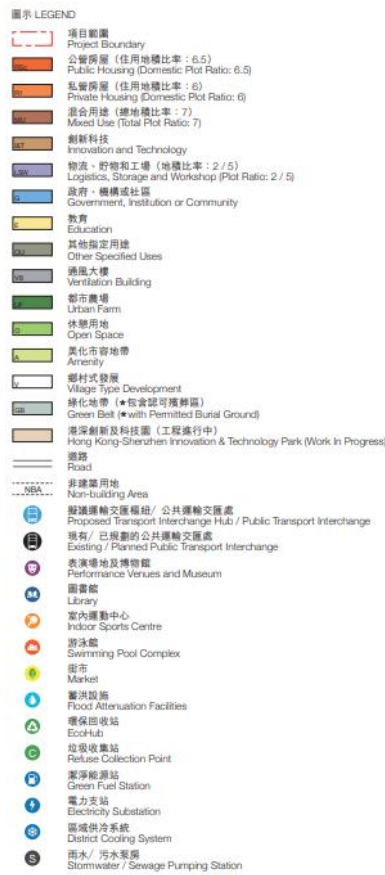 圖示 LEGEND
項目範圍
Project Boundary
公營房屋（住用地積比率：6.5）
Public Housing (Domestic Plot Ratio: 6.5)
私營房屋（住用地積比率：6）
Private Housing (Domestic Plot Ratio: 6)
混合用途（總地積比率：7）
Mixed Use (Total Plot Ratio: 7)
I&T
創新科技
Innovation and Technology
LSW
物流、貯物和工場（地積比率：2 / 5）
Logistics, Storage and Workshop (Plot Ratio: 2 / 5)
G
政府、機構或社區
Government, Institution or Community
E
教育
Education
OU
其他指定用途
Other Specified Uses
VB
通風大樓
Ventilation Building
UF
都市農場
Urban Farm
O
休憩用地
Open Space
A
美化市容地帶
Amenity
V
鄉村式發展
Village Type Development
GB
綠化地帶（★包含認可殯葬區）
Green Belt (★with Permitted Burial Ground)
港深創新及科技園（工程進行中）
Hong Kong-Shenzhen Innovation & Technology Park (Work In Progress)
道路
Road
NBA
非建築用地
Non-building Area
擬議運輸交匯樞紐／公共運輸交匯處
Proposed Transport Interchange Hub / Public Transport Interchange
現有／已規劃的公共運輸交匯處
Existing / Planned Public Transport Interchange
表演場地及博物館
Performance Venues and Museum
圖書館
Library
室內運動中心
Indoor Sports Centre
游泳館
Swimming Pool Complex
街市
Market
蓄洪設施
Flood Attenuation Facilities
環保回收站
EcoHub
C
垃圾收集站
Refuse Collection Point
潔淨能源站
Green Fuel Station
電力支站
Electricity Substation
區域供冷系統
District Cooling System
S
雨水／污水泵房
Stormwater / Sewage Pumping Station